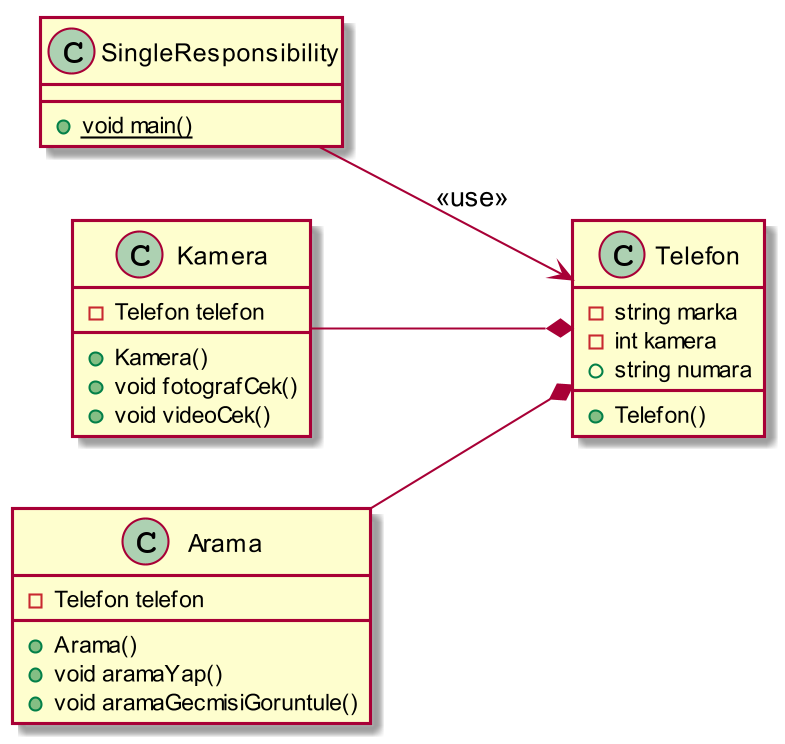 C SingleResponsibility
void main()
«use»
C Kamera
Telefon telefon
Kamera()
void fotografCek()
void videoCek()
C Telefon
string marka
int kamera
string numara
Telefon()
C Arama
Telefon telefon
Arama()
void aramaYap()
void aramaGecmisiGoruntule()